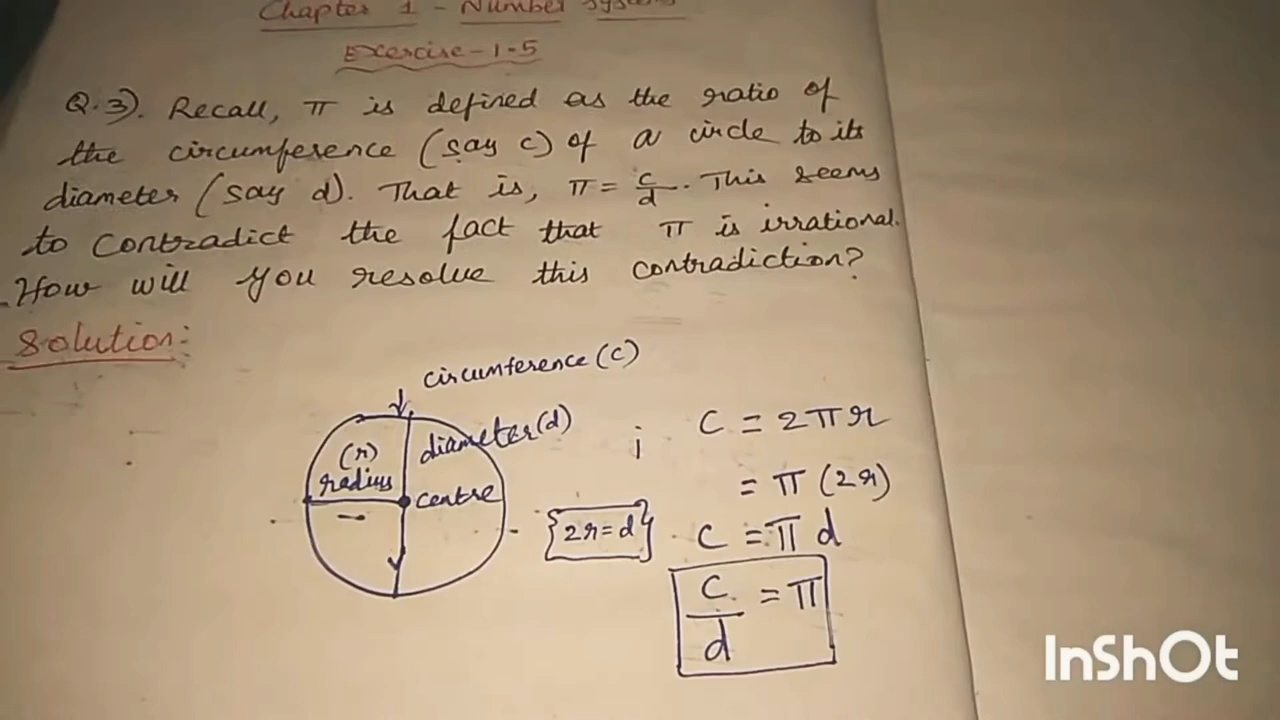 Chapter 1 - Number Systems
Exercise-1.5
Q.3). Recall, π is defined as the ratio of
the circumference (say c) of a circle to its
diameter (say d). That is, π = c/d. This seems
to contradict the fact that π is irrational.
How will you resolve this contradiction?
Solution:
circumference (c)
diameter (d)
(r)
radius
centre
{2r = d}
; C = 2πr
= π (2r)
C = π d
C/d = π
InShOt